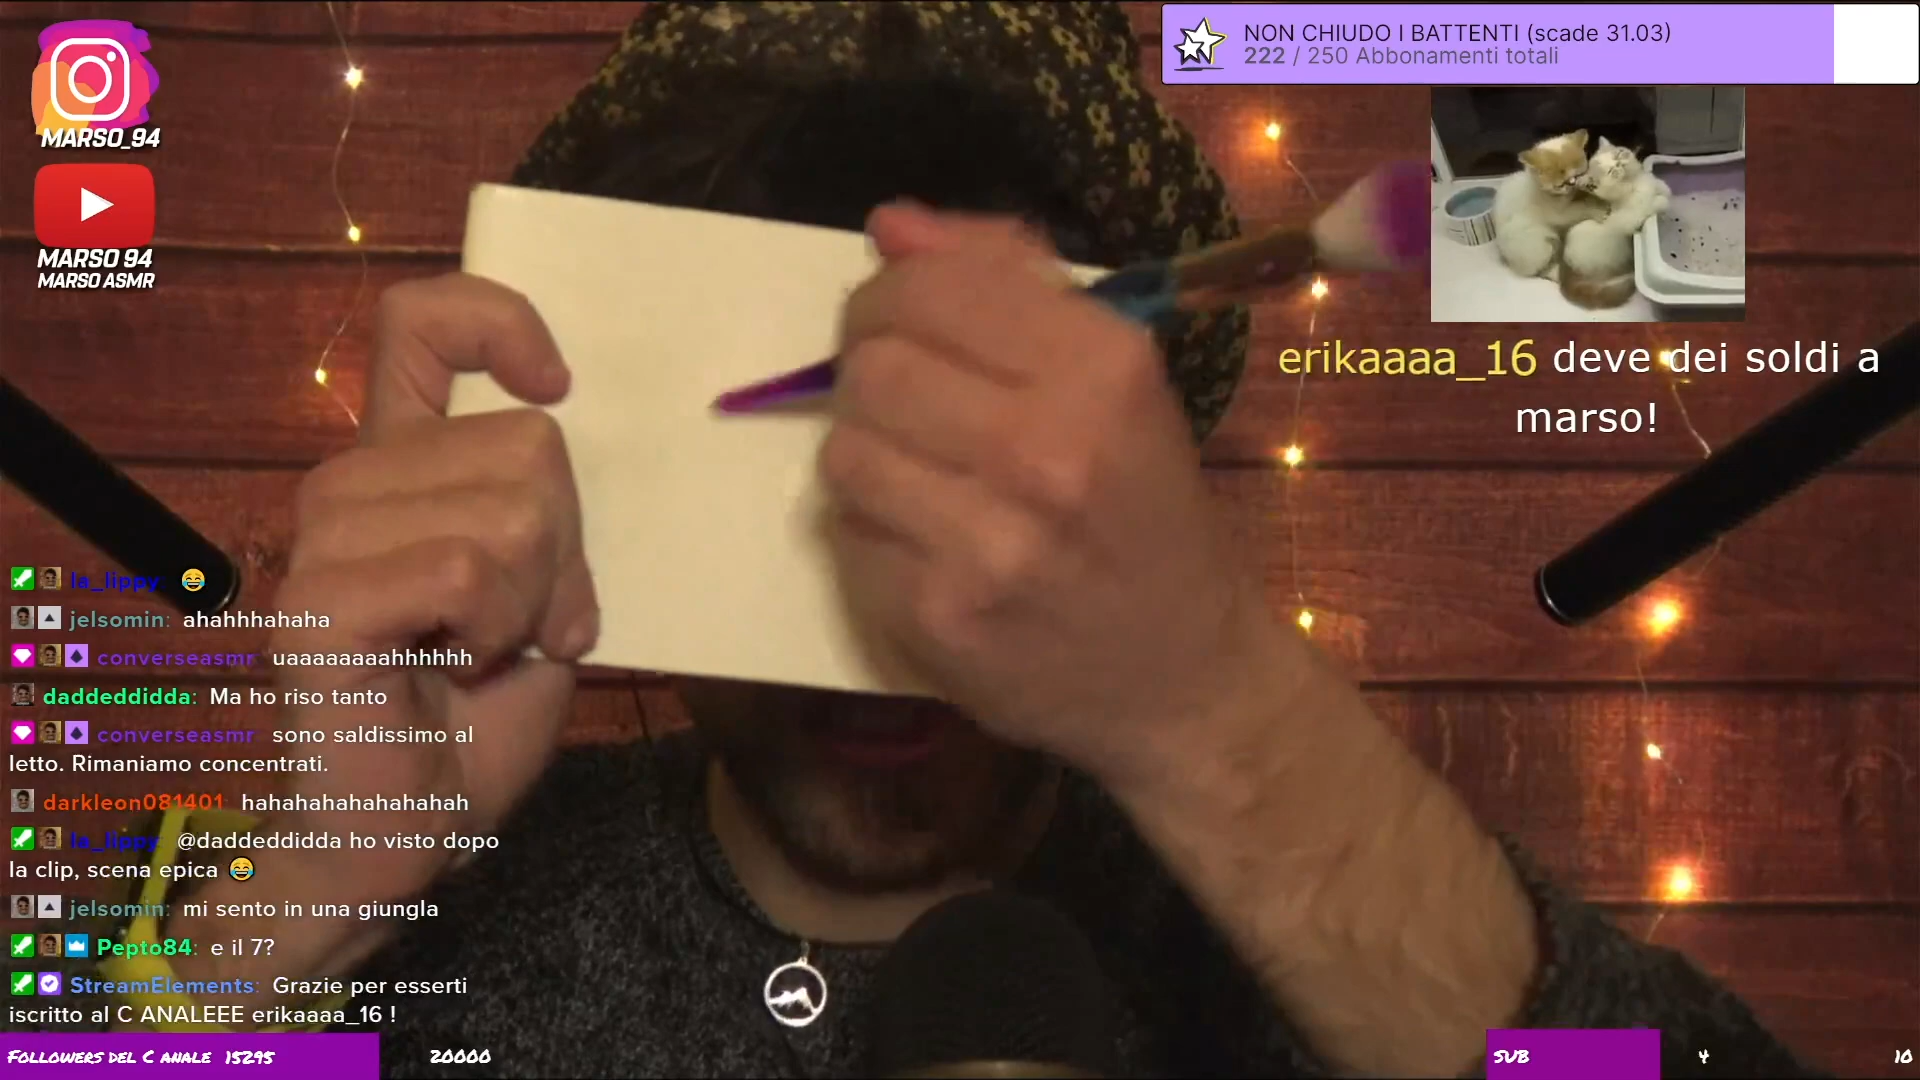 MARSO_94
MARSO 94
MARSO ASMR
NON CHIUDO I BATTENTI (scade 31.03)
222 / 250 Abbonamenti totali
erikaaaa_16 deve dei soldi a
marso!
la_lippy 😂
jelsomin: ahahhhahaha
converseasmr uaaaaaaaahhhhhh
daddeddidda: Ma ho riso tanto
converseasmr sono saldissimo al
letto. Rimaniamo concentrati.
darkleon081401 hahahahahahahahah
la_lippy: @daddeddidda ho visto dopo
la clip, scena epica 😂
jelsomin: mi sento in una giungla
Pepto84: e il 7?
StreamElements: Grazie per esserti
iscritto al C ANALEEE erikaaaa_16 !
Followers del C anale 15295 20000
SUB 4 10